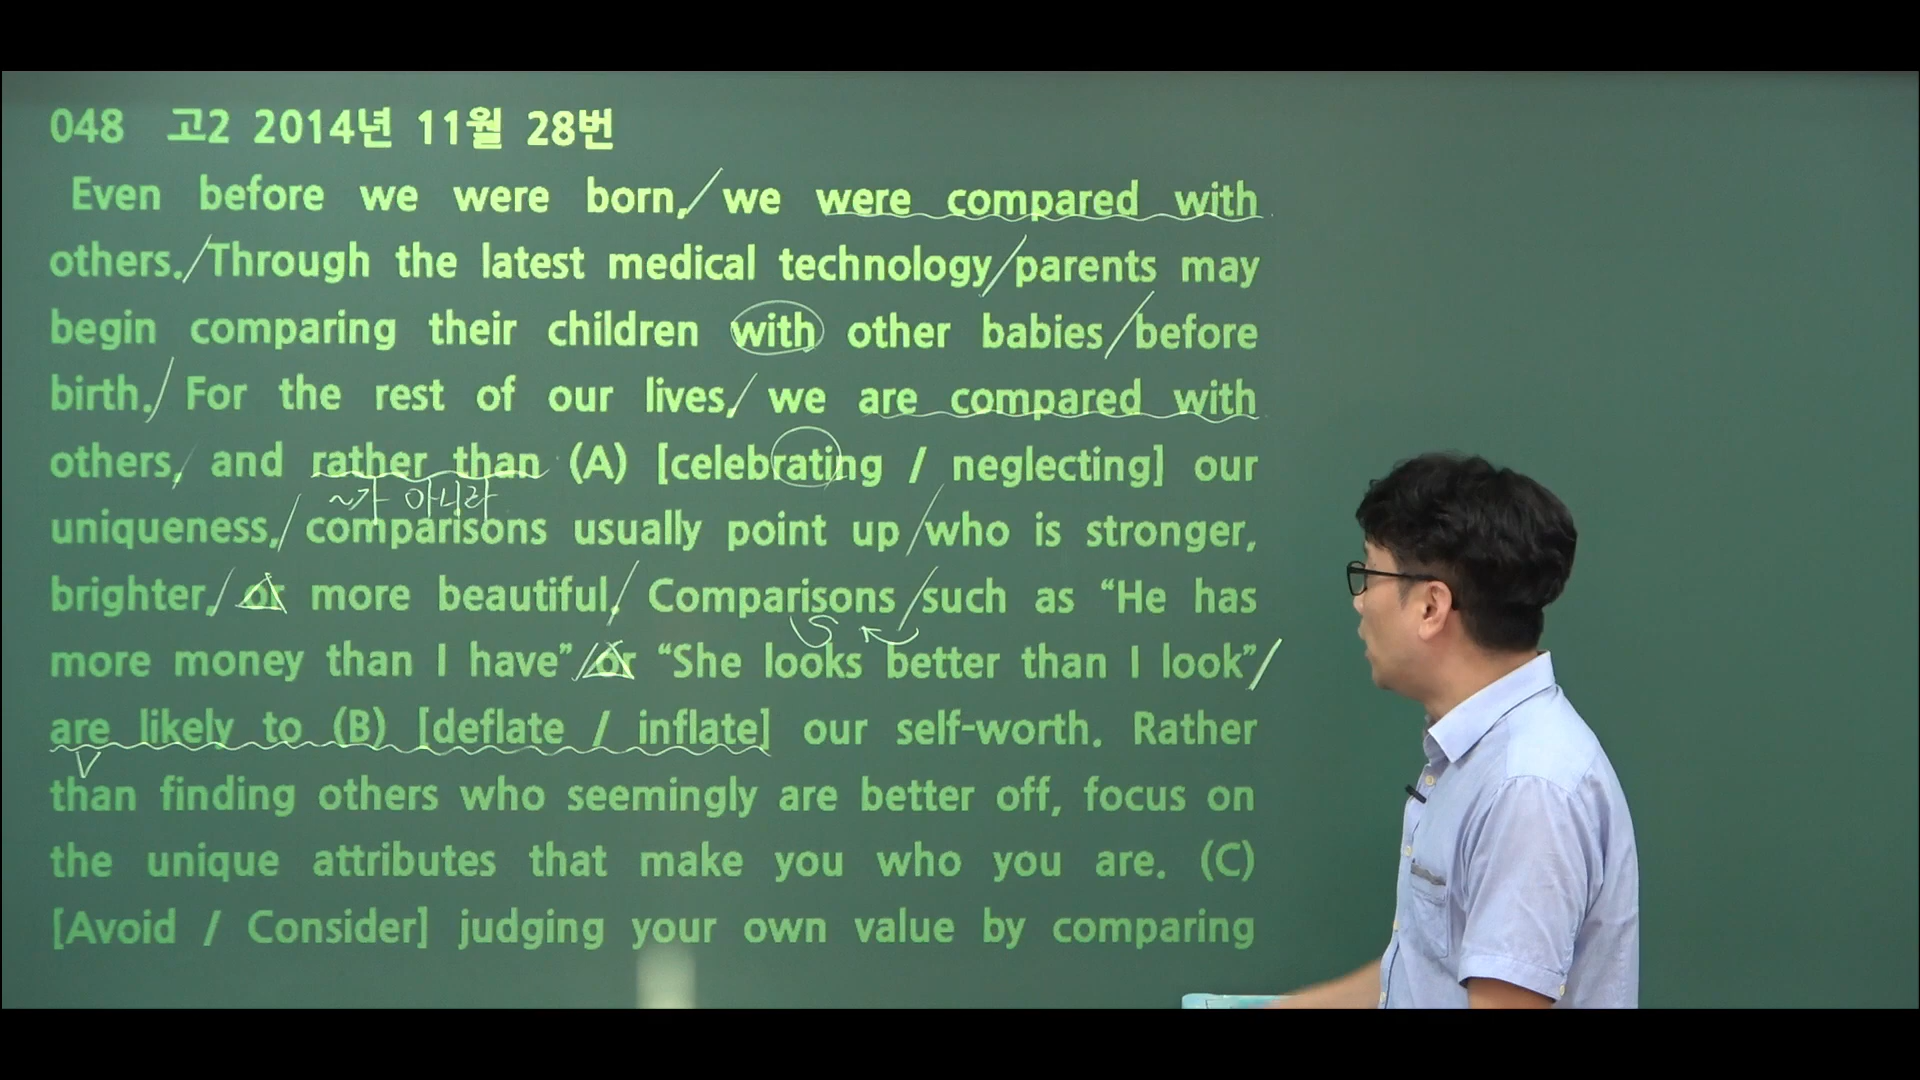 048 고2 2014년 11월 28번
Even before we were born, we were compared with
others. Through the latest medical technology parents may
begin comparing their children with other babies before
birth. For the rest of our lives, we are compared with
others, and rather than (A) [celebrating / neglecting] our
~가 아니라
uniqueness, comparisons usually point up who is stronger,
brighter, or more beautiful. Comparisons such as “He has
more money than I have” or “She looks better than I look”
are likely to (B) [deflate / inflate] our self-worth. Rather
V
than finding others who seemingly are better off, focus on
the unique attributes that make you who you are. (C)
[Avoid / Consider] judging your own value by comparing